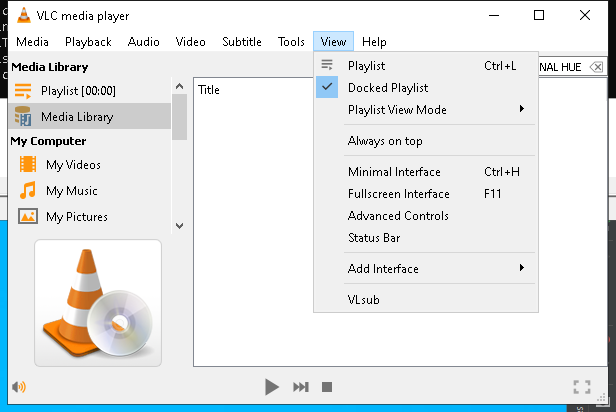 VLC media player
Media Playback Audio Video Subtitle Tools View Help
Media Library
Playlist [00:00]
Media Library
My Computer
My Videos
My Music
My Pictures
Title
NAL HUE
Playlist Ctrl+L
Docked Playlist
Playlist View Mode
Always on top
Minimal Interface Ctrl+H
Fullscreen Interface F11
Advanced Controls
Status Bar
Add Interface
VLsub